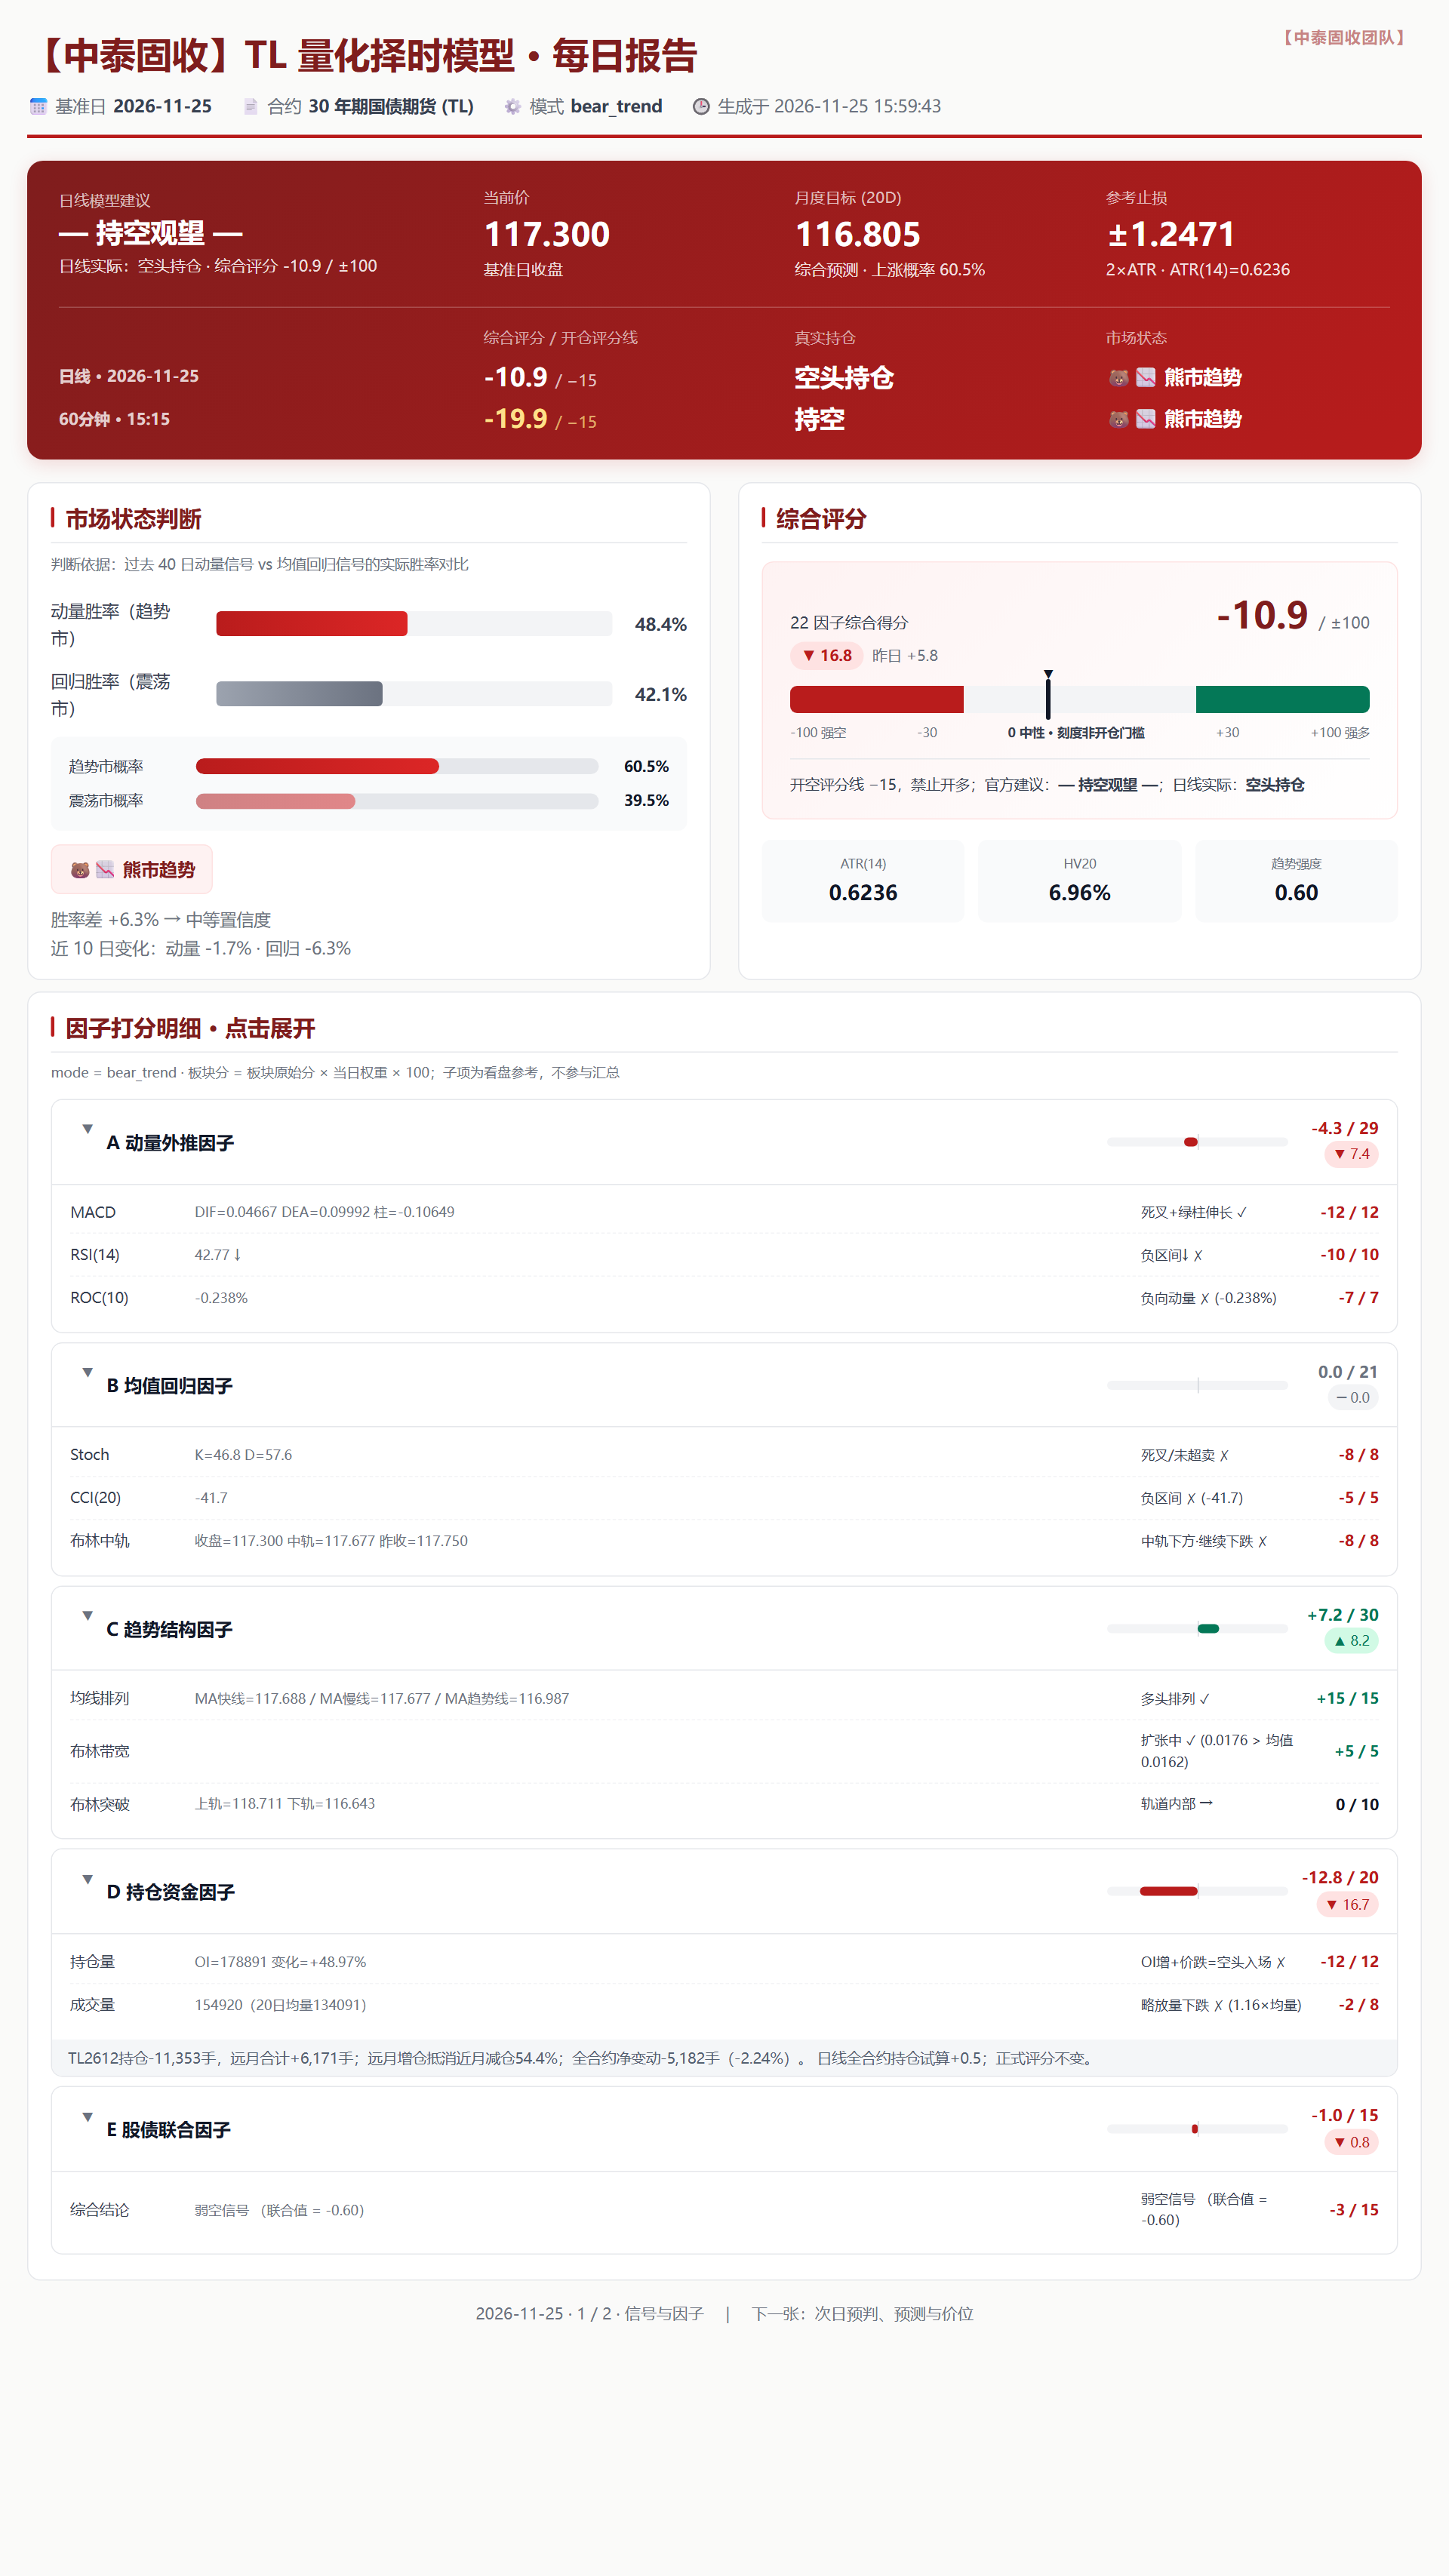 【中泰固收】TL 量化择时模型 • 每日报告
【中泰固收团队】
基准日 2026-11-25 合约 30 年期国债期货 (TL) 模式 bear_trend 生成于 2026-11-25 15:59:43
日线模型建议
— 持空观望 —
日线实际：空头持仓 · 综合评分 -10.9 / ±100
当前价
117.300
基准日收盘
月度目标 (20D)
116.805
综合预测 · 上涨概率 60.5%
参考止损
±1.2471
2×ATR · ATR(14)=0.6236
综合评分 / 开仓评分线 真实持仓 市场状态
日线 • 2026-11-25 -10.9 / −15 空头持仓 熊市趋势
60分钟 • 15:15 -19.9 / −15 持空 熊市趋势
市场状态判断
判断依据：过去 40 日动量信号 vs 均值回归信号的实际胜率对比
动量胜率（趋势
市）
48.4%
回归胜率（震荡
市）
42.1%
趋势市概率 60.5%
震荡市概率 39.5%
熊市趋势
胜率差 +6.3% → 中等置信度
近 10 日变化：动量 -1.7% · 回归 -6.3%
综合评分
22 因子综合得分 -10.9 / ±100
▼ 16.8 昨日 +5.8
▼
-100 强空 -30 0 中性 • 刻度非开仓门槛 +30 +100 强多
开空评分线 −15，禁止开多；官方建议：— 持空观望 —；日线实际：空头持仓
ATR(14)
0.6236
HV20
6.96%
趋势强度
0.60
因子打分明细 • 点击展开
mode = bear_trend · 板块分 = 板块原始分 × 当日权重 × 100；子项为看盘参考，不参与汇总
▼ A 动量外推因子 -4.3 / 29
▼ 7.4
MACD DIF=0.04667 DEA=0.09992 柱=-0.10649 死叉+绿柱伸长 ✓ -12 / 12
RSI(14) 42.77 ↓ 负区间↓ ✗ -10 / 10
ROC(10) -0.238% 负向动量 ✗ (-0.238%) -7 / 7
▼ B 均值回归因子 0.0 / 21
— 0.0
Stoch K=46.8 D=57.6 死叉/未超卖 ✗ -8 / 8
CCI(20) -41.7 负区间 ✗ (-41.7) -5 / 5
布林中轨 收盘=117.300 中轨=117.677 昨收=117.750 中轨下方·继续下跌 ✗ -8 / 8
▼ C 趋势结构因子 +7.2 / 30
▲ 8.2
均线排列 MA快线=117.688 / MA慢线=117.677 / MA趋势线=116.987 多头排列 ✓ +15 / 15
布林带宽 扩张中 ✓ (0.0176 > 均值
0.0162) +5 / 5
布林突破 上轨=118.711 下轨=116.643 轨道内部 → 0 / 10
▼ D 持仓资金因子 -12.8 / 20
▼ 16.7
持仓量 OI=178891 变化=+48.97% OI增+价跌=空头入场 ✗ -12 / 12
成交量 154920（20日均量134091） 略放量下跌 ✗ (1.16×均量) -2 / 8
TL2612持仓-11,353手，远月合计+6,171手；远月增仓抵消近月减仓54.4%；全合约净变动-5,182手（-2.24%）。 日线全合约持仓试算+0.5；正式评分不变。
▼ E 股债联合因子 -1.0 / 15
▼ 0.8
综合结论 弱空信号 （联合值 = -0.60） 弱空信号 （联合值 =
-0.60) -3 / 15
2026-11-25 · 1 / 2 · 信号与因子 | 下一张：次日预判、预测与价位